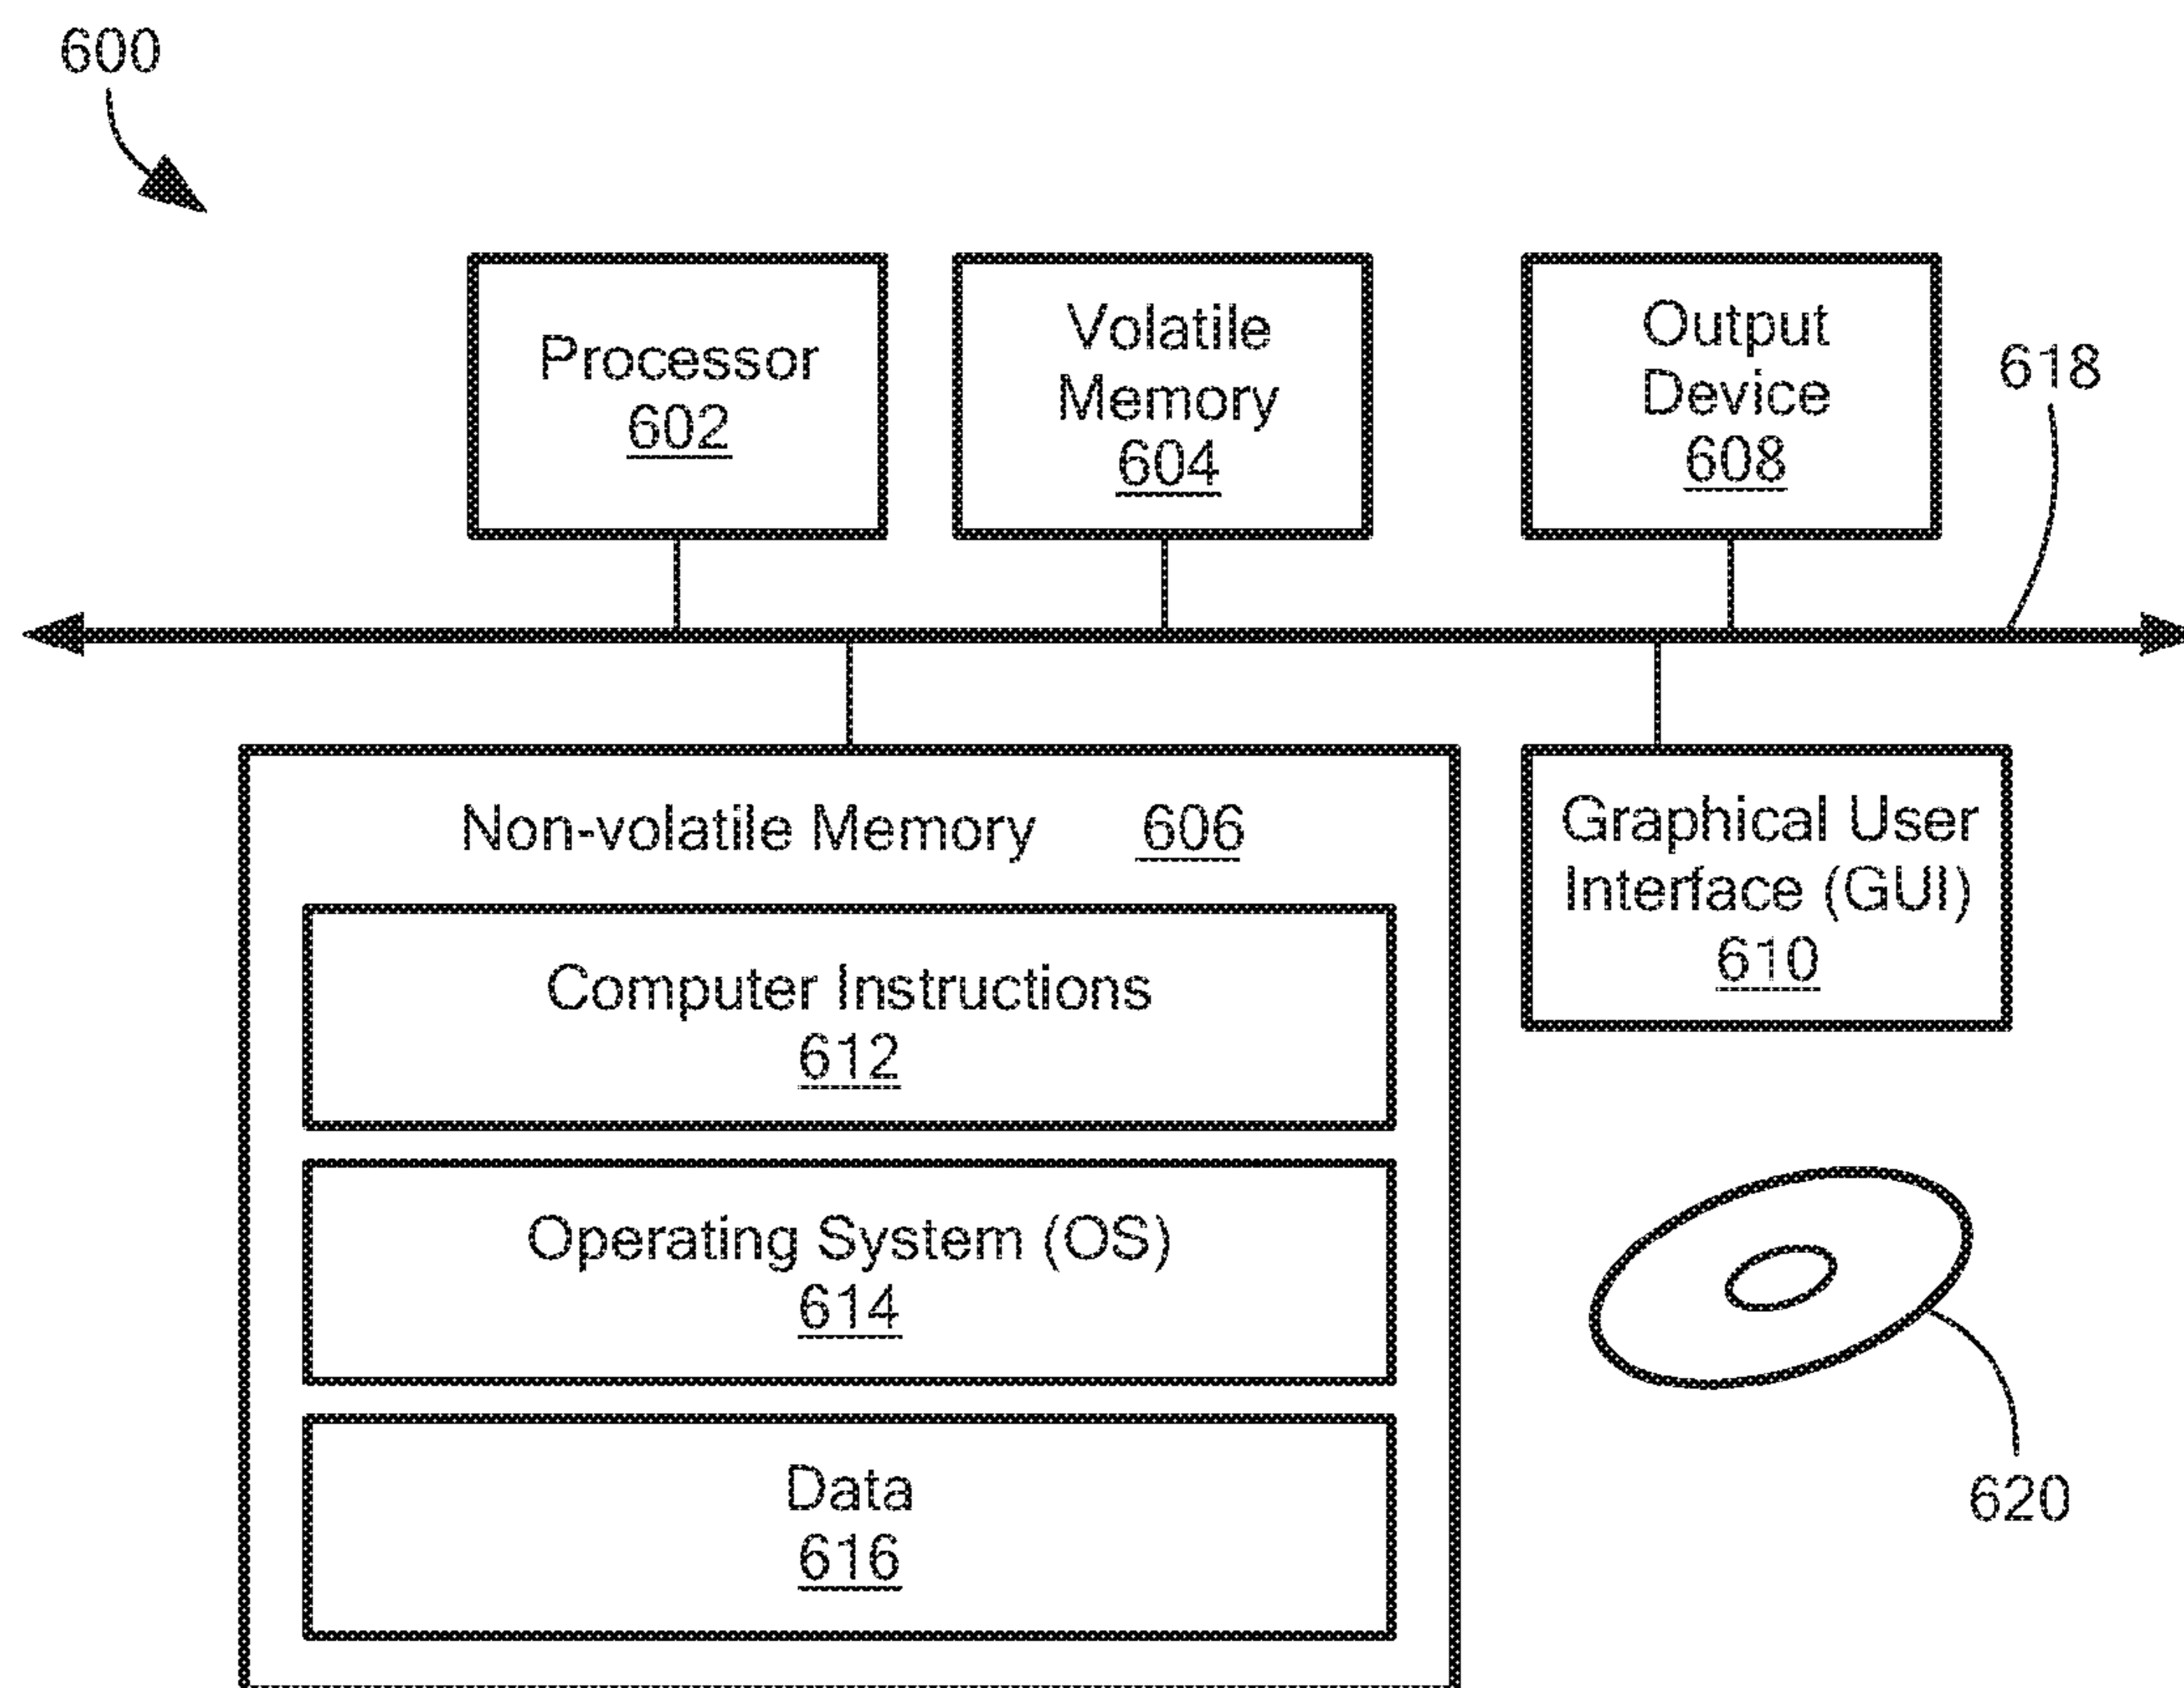 600
Processor
602
Volatile
Memory
604
Output
Device
608
618
Non-volatile Memory 606
Computer Instructions
612
Operating System (OS)
614
Data
616
Graphical User
Interface (GUI)
610
620